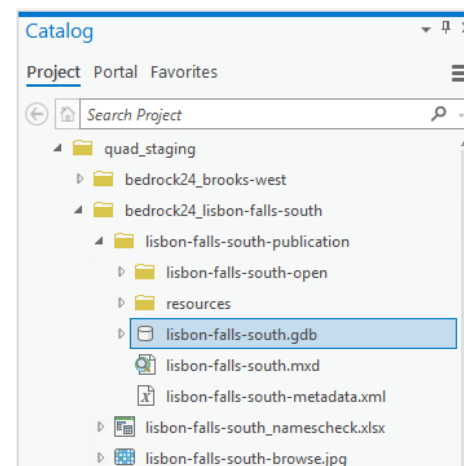 Catalog
Project Portal Favorites
Search Project
quad_staging
bedrock24_brooks-west
bedrock24_lisbon-falls-south
lisbon-falls-south-publication
lisbon-falls-south-open
resources
lisbon-falls-south.gdb
lisbon-falls-south.mxd
lisbon-falls-south-metadata.xml
lisbon-falls-south_namescheck.xlsx
lisbon-falls-south-browse.jpg